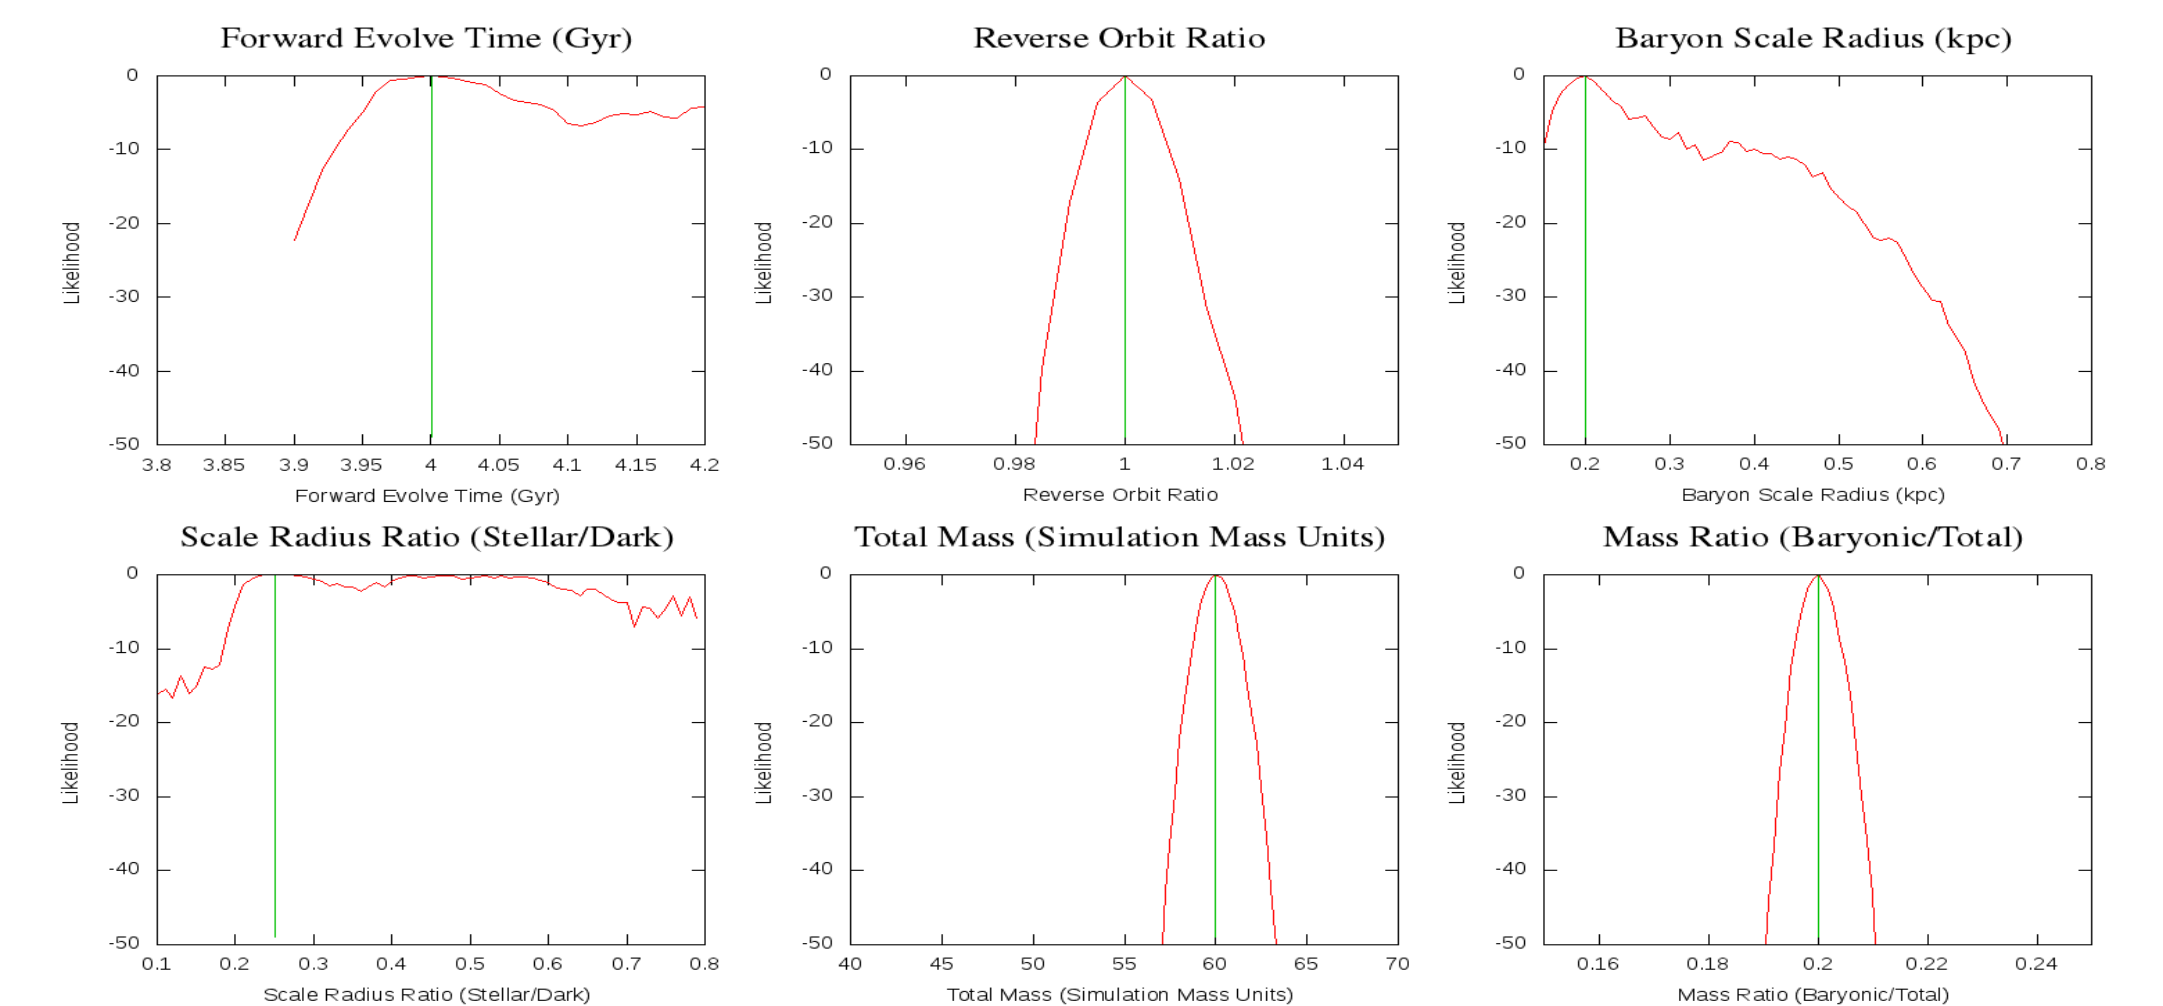 Forward Evolve Time (Gyr)
0
-10
-20
-30
-40
-50
Likelihood
3.8 3.85 3.9 3.95 4 4.05 4.1 4.15 4.2
Forward Evolve Time (Gyr)
Reverse Orbit Ratio
0
-10
-20
-30
-40
-50
Likelihood
0.96 0.98 1 1.02 1.04
Reverse Orbit Ratio
Baryon Scale Radius (kpc)
0
-10
-20
-30
-40
-50
Likelihood
0.2 0.3 0.4 0.5 0.6 0.7 0.8
Baryon Scale Radius (kpc)
Scale Radius Ratio (Stellar/Dark)
0
-10
-20
-30
-40
-50
Likelihood
0.1 0.2 0.3 0.4 0.5 0.6 0.7 0.8
Scale Radius Ratio (Stellar/Dark)
Total Mass (Simulation Mass Units)
0
-10
-20
-30
-40
-50
Likelihood
40 45 50 55 60 65 70
Total Mass (Simulation Mass Units)
Mass Ratio (Baryonic/Total)
0
-10
-20
-30
-40
-50
Likelihood
0.16 0.18 0.2 0.22 0.24
Mass Ratio (Baryonic/Total)